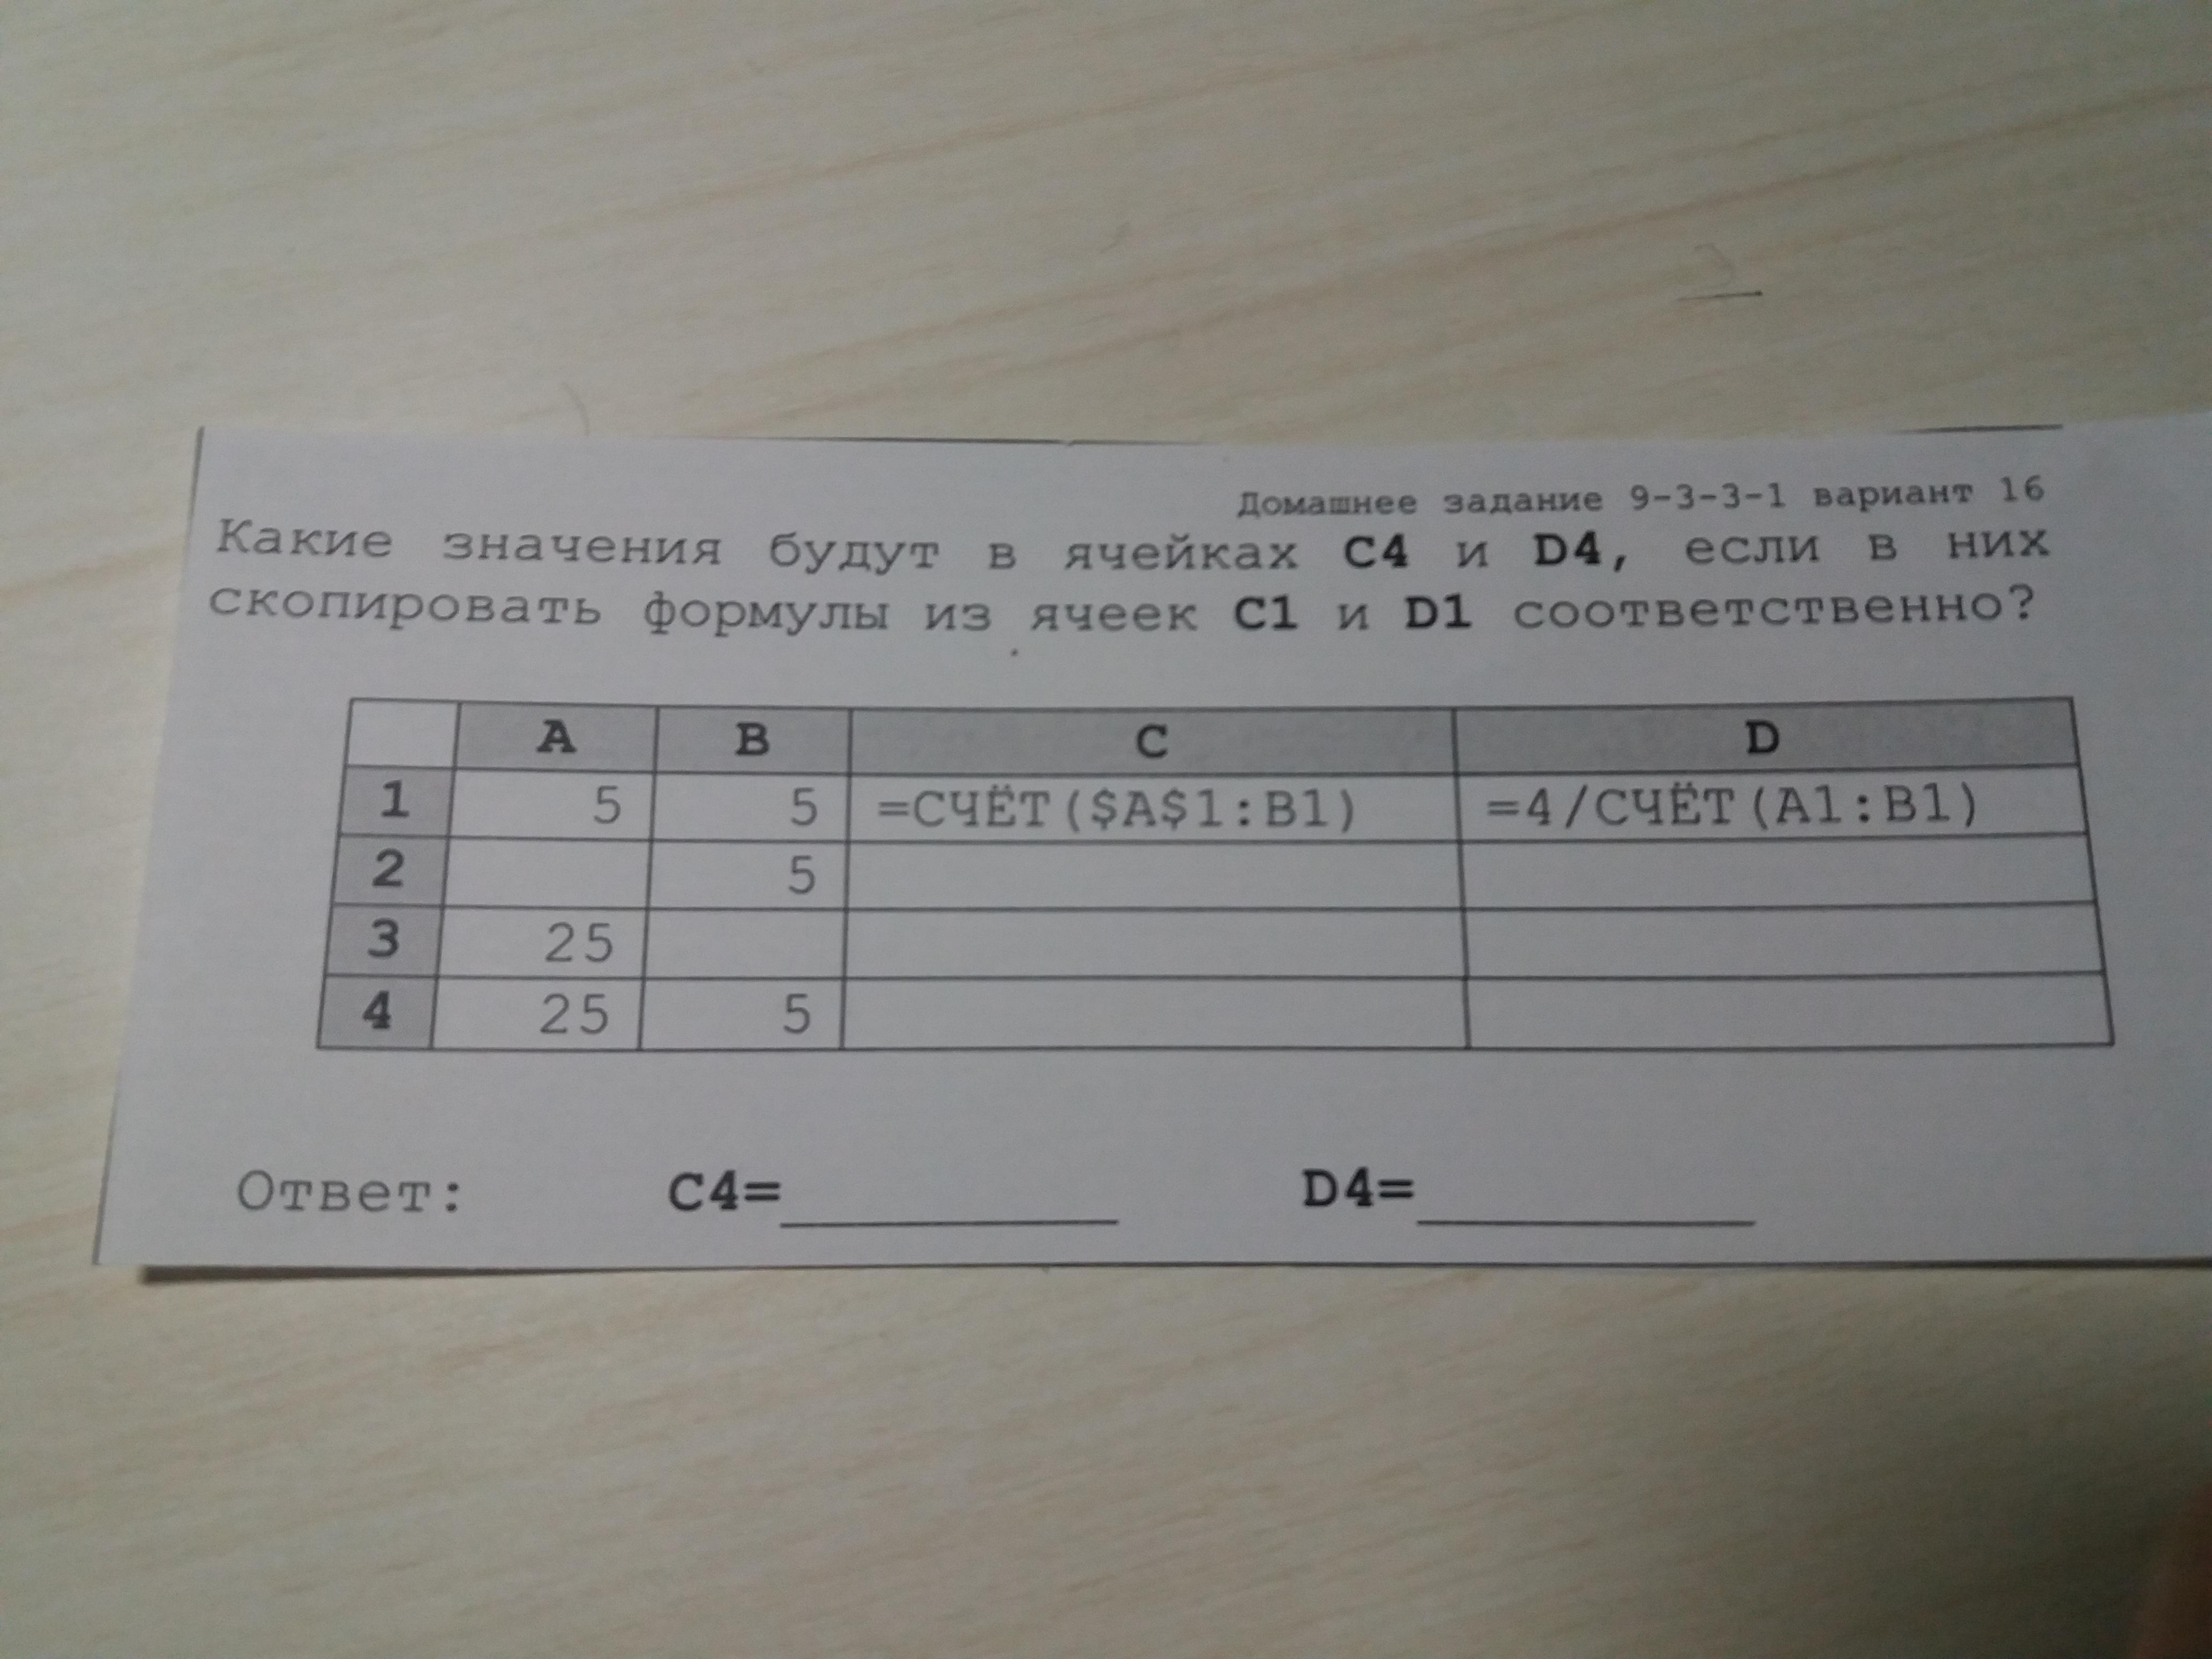 Домашнее задание 9-3-3-1 вариант 16
Какие значения будут в ячейках C4 и D4, если в них
скопировать формулы из ячеек C1 и D1 соответственно?
A B C D
1 5 5 =СЧЁТ($A$1:B1) =4/СЧЁТ(A1:B1)
2 5
3 25
4 25 5
Ответ: C4=__________ D4=__________